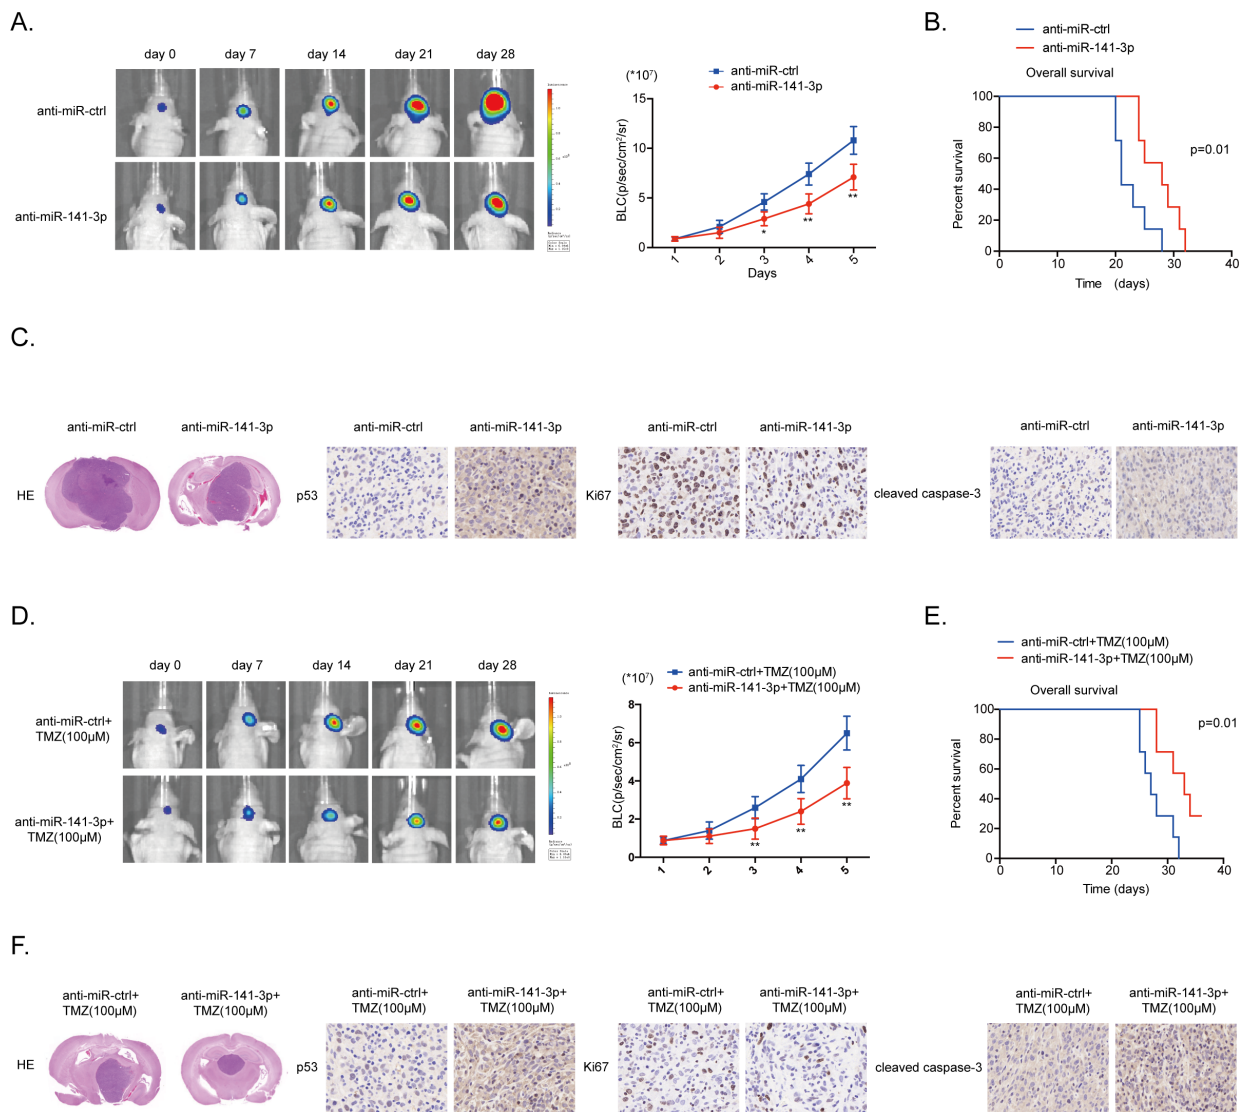 A.
day 0 day 7 day 14 day 21 day 28
anti-miR-ctrl
anti-miR-141-3p
(*10⁷)
anti-miR-ctrl
anti-miR-141-3p
15
10
5
0
BLC(p/sec/cm²/sr)
*
**
**
1 2 3 4 5
Days
B.
anti-miR-ctrl
anti-miR-141-3p
Overall survival
100
80
60
40
20
0
Percent survival
p=0.01
0 10 20 30 40
Time (days)
C.
anti-miR-ctrl anti-miR-141-3p
HE
anti-miR-ctrl anti-miR-141-3p
p53
anti-miR-ctrl anti-miR-141-3p
Ki67
anti-miR-ctrl anti-miR-141-3p
cleaved caspase-3
D.
day 0 day 7 day 14 day 21 day 28
anti-miR-ctrl+
TMZ(100μM)
anti-miR-141-3p+
TMZ(100μM)
(*10⁷)
anti-miR-ctrl+TMZ(100μM)
anti-miR-141-3p+TMZ(100μM)
8
6
4
2
0
BLC(p/sec/cm²/sr)
**
**
**
1 2 3 4 5
E.
anti-miR-ctrl+TMZ(100μM)
anti-miR-141-3p+TMZ(100μM)
Overall survival
100
80
60
40
20
0
Percent survival
p=0.01
0 10 20 30 40
Time (days)
F.
anti-miR-ctrl+
TMZ(100μM)
anti-miR-141-3p+
TMZ(100μM)
HE
anti-miR-ctrl+
TMZ(100μM)
anti-miR-141-3p+
TMZ(100μM)
p53
anti-miR-ctrl+
TMZ(100μM)
anti-miR-141-3p+
TMZ(100μM)
Ki67
anti-miR-ctrl+
TMZ(100μM)
anti-miR-141-3p+
TMZ(100μM)
cleaved caspase-3